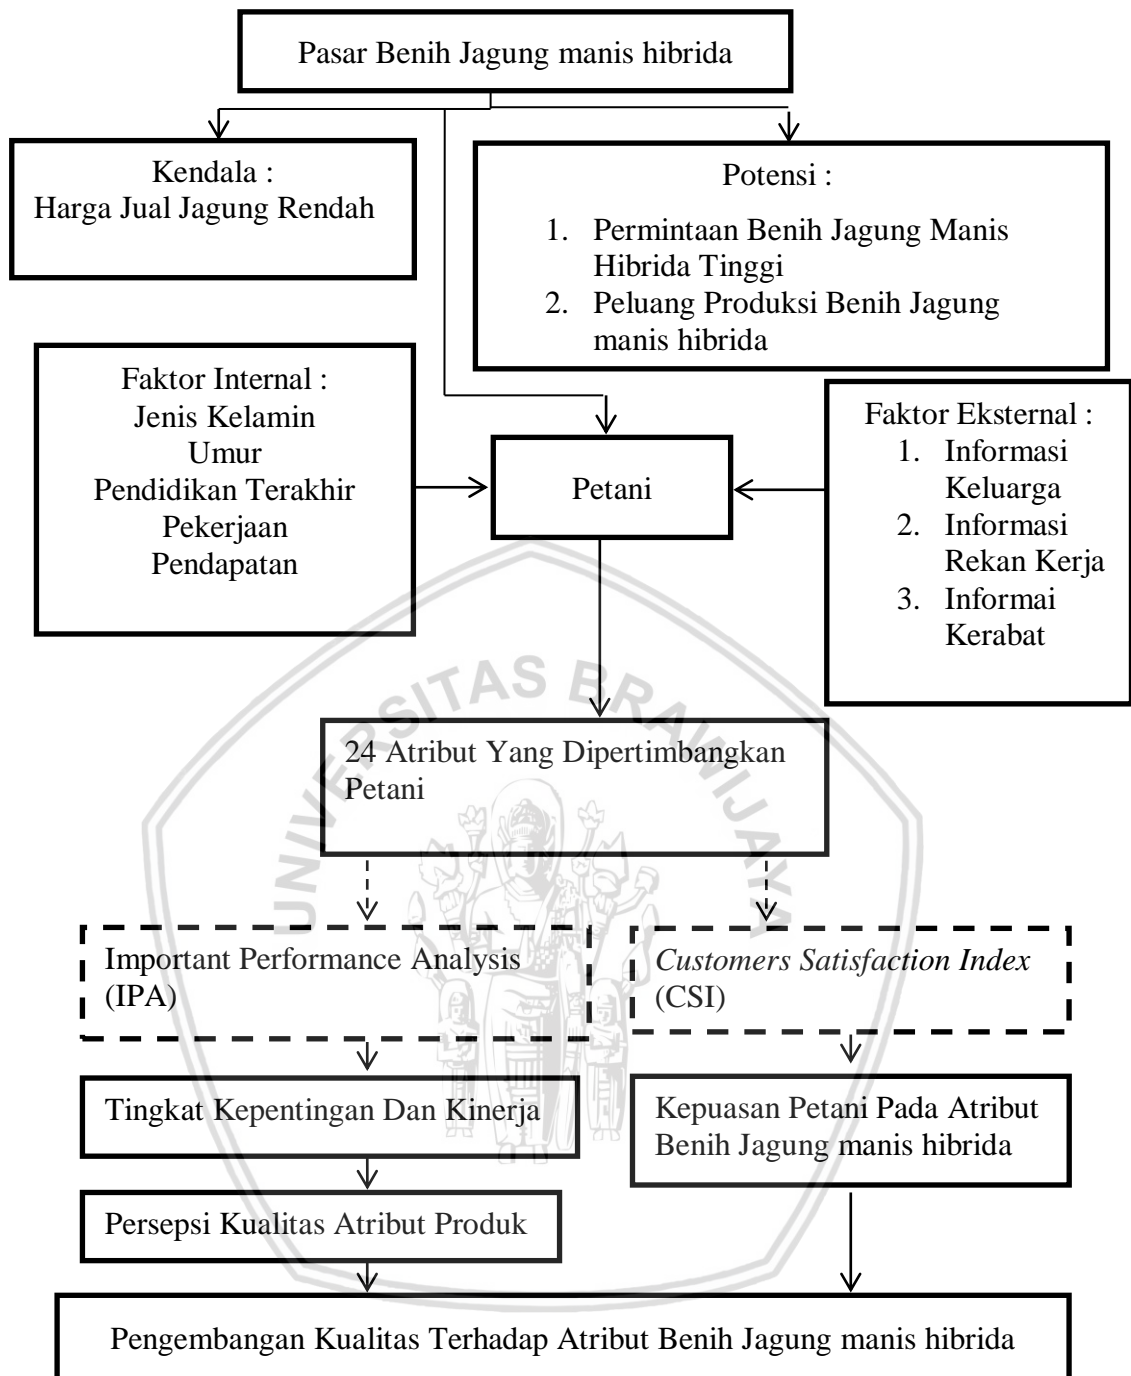 Pasar Benih Jagung manis hibrida
Kendala :
Harga Jual Jagung Rendah
Potensi :
1. Permintaan Benih Jagung Manis
Hibrida Tinggi
2. Peluang Produksi Benih Jagung
manis hibrida
Faktor Internal :
Jenis Kelamin
Umur
Pendidikan Terakhir
Pekerjaan
Pendapatan
Petani
Faktor Eksternal :
1. Informasi
Keluarga
2. Informasi
Rekan Kerja
3. Informai
Kerabat
UNIVERSITAS BRAWIJAYA
24 Atribut Yang Dipertimbangkan
Petani
Important Performance Analysis
(IPA)
Customers Satisfaction Index
(CSI)
Tingkat Kepentingan Dan Kinerja
Kepuasan Petani Pada Atribut
Benih Jagung manis hibrida
Persepsi Kualitas Atribut Produk
Pengembangan Kualitas Terhadap Atribut Benih Jagung manis hibrida